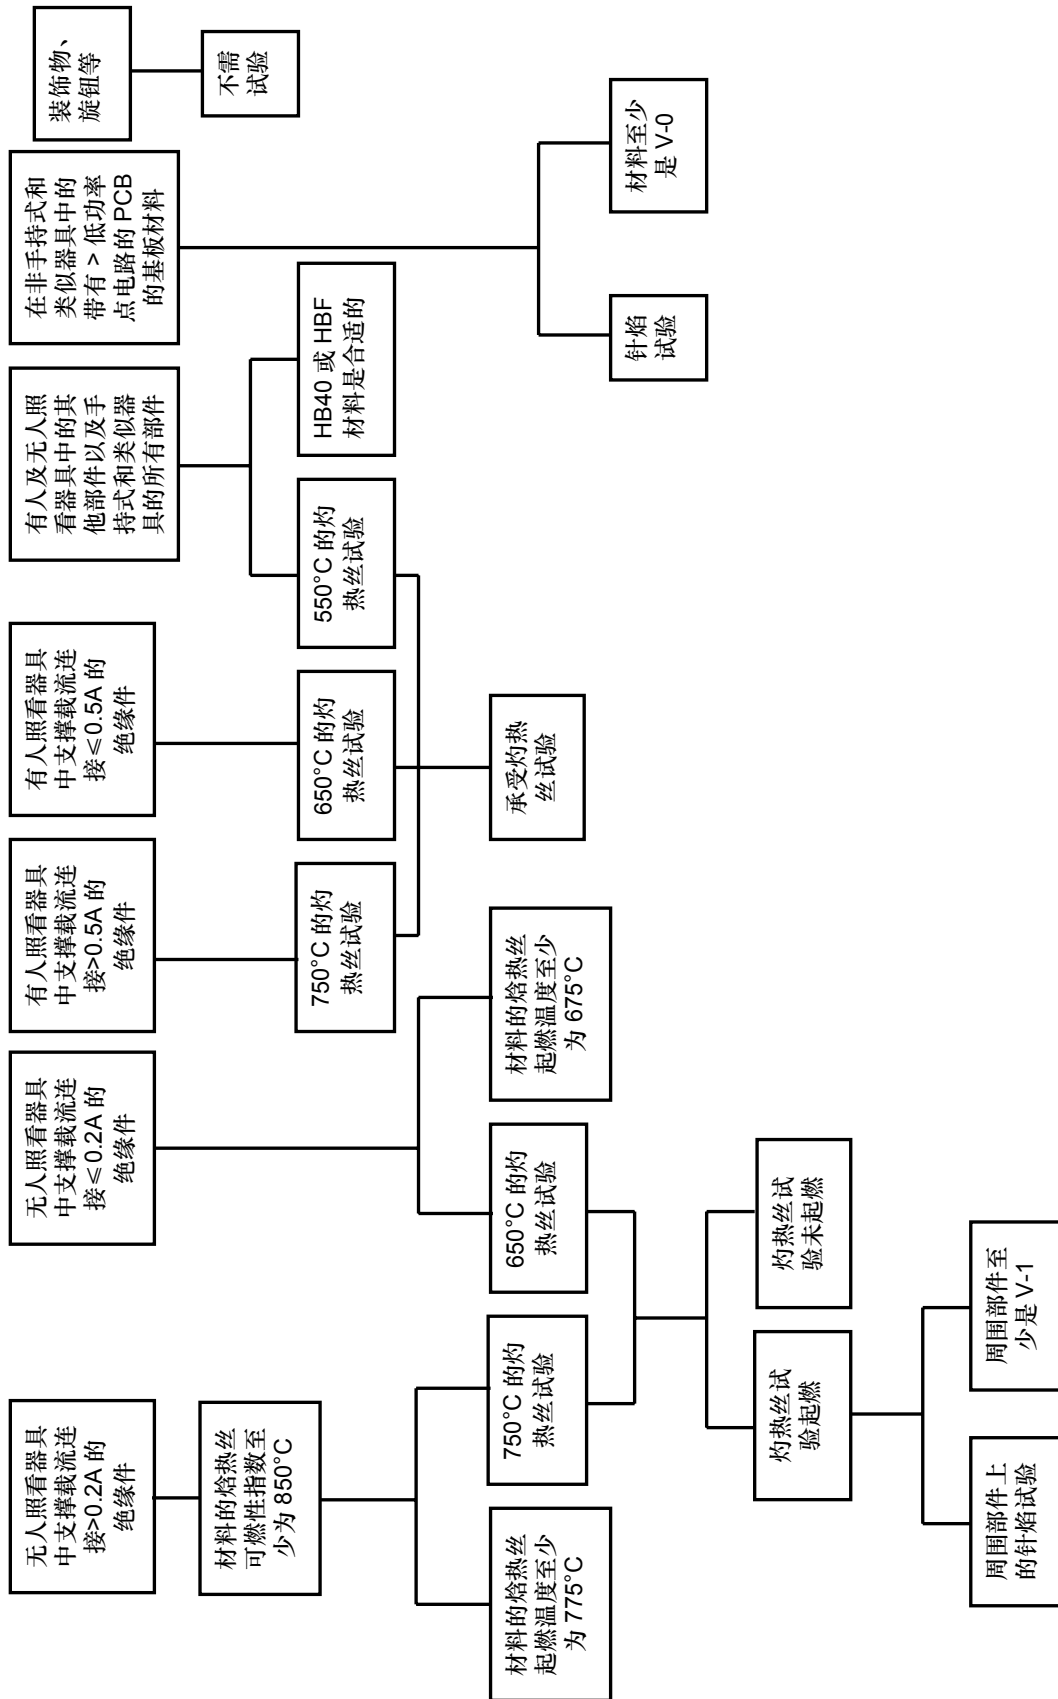 无人照看器具
中支撑载流连
接>0.2A 的
绝缘件
无人照看器具
中支撑载流连
接≤0.2A 的
绝缘件
有人照看器具
中支撑载流连
接>0.5A 的
绝缘件
有人照看器具
中支撑载流连
接≤0.5A 的
绝缘件
有人及无人照
看器具中的其
他部件以及手
持式和类似器
具的所有部件
在非手持式和
类似器具中的
带有 > 低功率
点电路的 PCB
的基板材料
装饰物、
旋钮等
材料的焓热丝
可燃性指数至
少为 850°C
750°C 的灼
热丝试验
650°C 的灼
热丝试验
550°C 的灼
热丝试验
HB40 或 HBF
材料是合适的
不需
试验
材料的焓热丝
起燃温度至少
为 775°C
750°C 的灼
热丝试验
650°C 的灼
热丝试验
材料的焓热丝
起燃温度至少
为 675°C
承受灼热
丝试验
针焰
试验
材料至少
是 V-0
灼热丝试
验起燃
灼热丝试
验未起燃
周围部件上
的针焰试验
周围部件至
少是 V-1